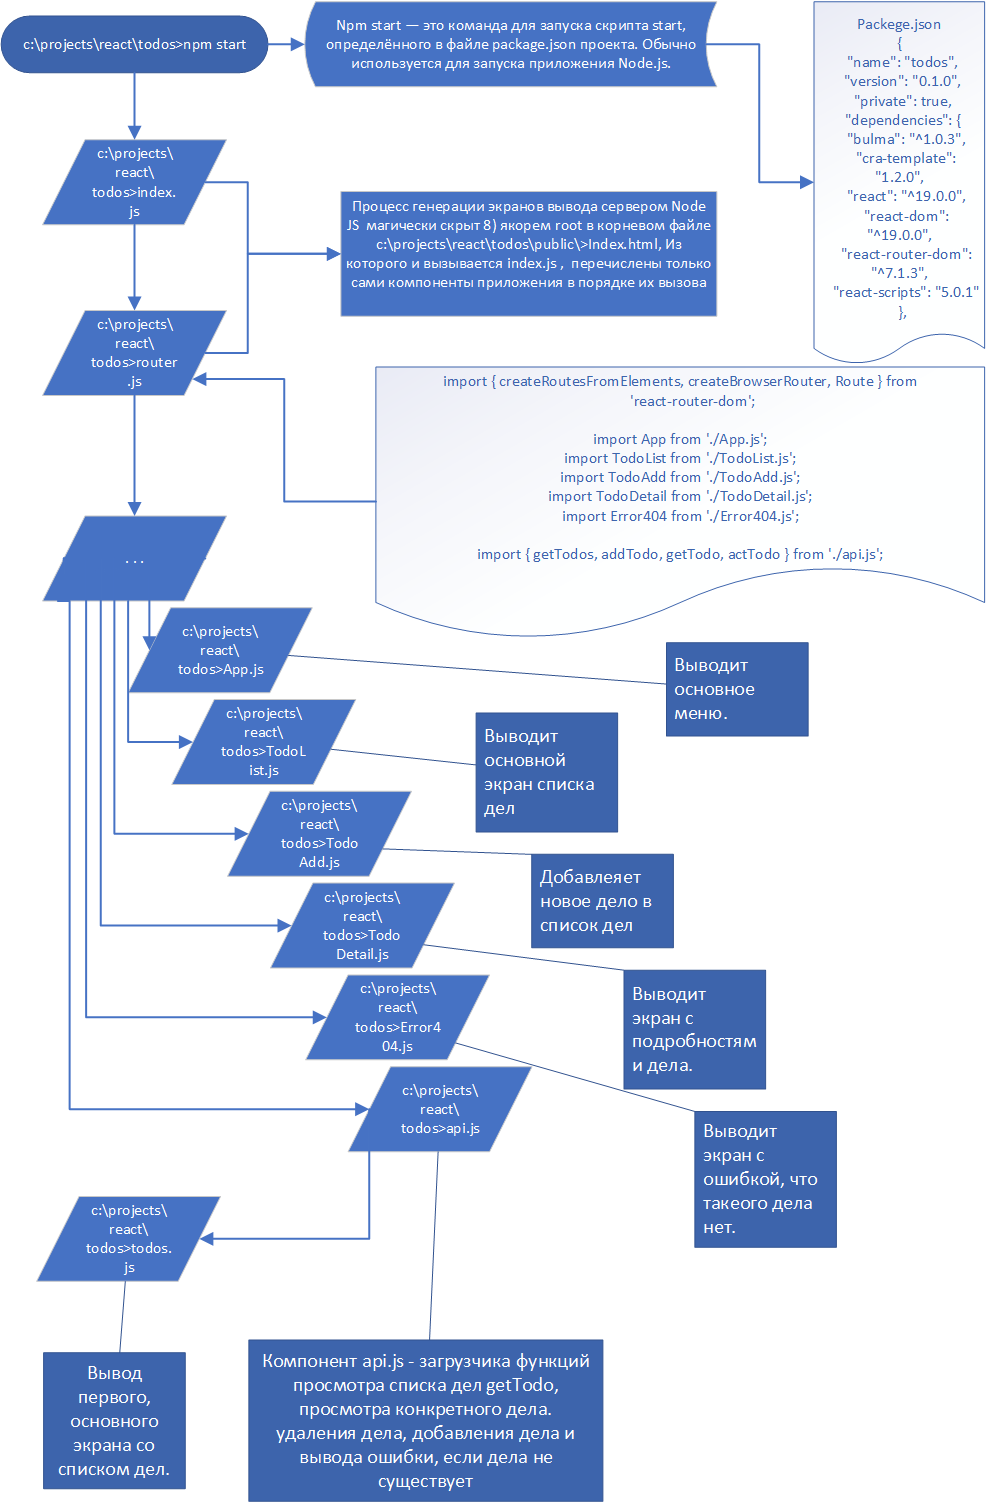 c:\projects\react\todos>npm start
Npm start — это команда для запуска скрипта start,
определённого в файле package.json проекта. Обычно
используется для запуска приложения Node.js.
Packege.json
{
"name": "todos",
"version": "0.1.0",
"private": true,
"dependencies": {
"bulma": "^1.0.3",
"cra-template":
"1.2.0",
"react": "^19.0.0",
"react-dom":
"^19.0.0",
"react-router-dom":
"^7.1.3",
"react-scripts": "5.0.1"
},
c:\projects\
react\
todos>index.
js
Процесс генерации экранов вывода сервером Node
JS магически скрыт 8) якорем root в корневом файле
c:\projects\react\todos\public\>Index.html, Из
которого и вызывается index.js , перечислены только
сами компоненты приложения в порядке их вызова
c:\projects\
react\
todos>router
.js
import { createRoutesFromElements, createBrowserRouter, Route } from
'react-router-dom';
import App from './App.js';
import TodoList from './TodoList.js';
import TodoAdd from './TodoAdd.js';
import TodoDetail from './TodoDetail.js';
import Error404 from './Error404.js';
import { getTodos, addTodo, getTodo, actTodo } from './api.js';
...
c:\projects\
react\
todos>App.js
Выводит
основное
меню.
c:\projects\
react\
todos>TodoL
ist.js
Выводит
основной
экран списка
дел
c:\projects\
react\
todos>Todo
Add.js
Добавлеяет
новое дело в
список дел
c:\projects\
react\
todos>Todo
Detail.js
Выводит
экран с
подробностям
и дела.
c:\projects\
react\
todos>Error4
04.js
Выводит
экран с
ошибкой, что
такеого дела
нет.
c:\projects\
react\
todos>api.js
c:\projects\
react\
todos>todos.
js
Вывод
первого,
основного
экрана со
списком дел.
Компонент api.js - загрузчика функций
просмотра списка дел getTodo,
просмотра конкретного дела.
удаления дела, добавления дела и
вывода ошибки, если дела не
существует